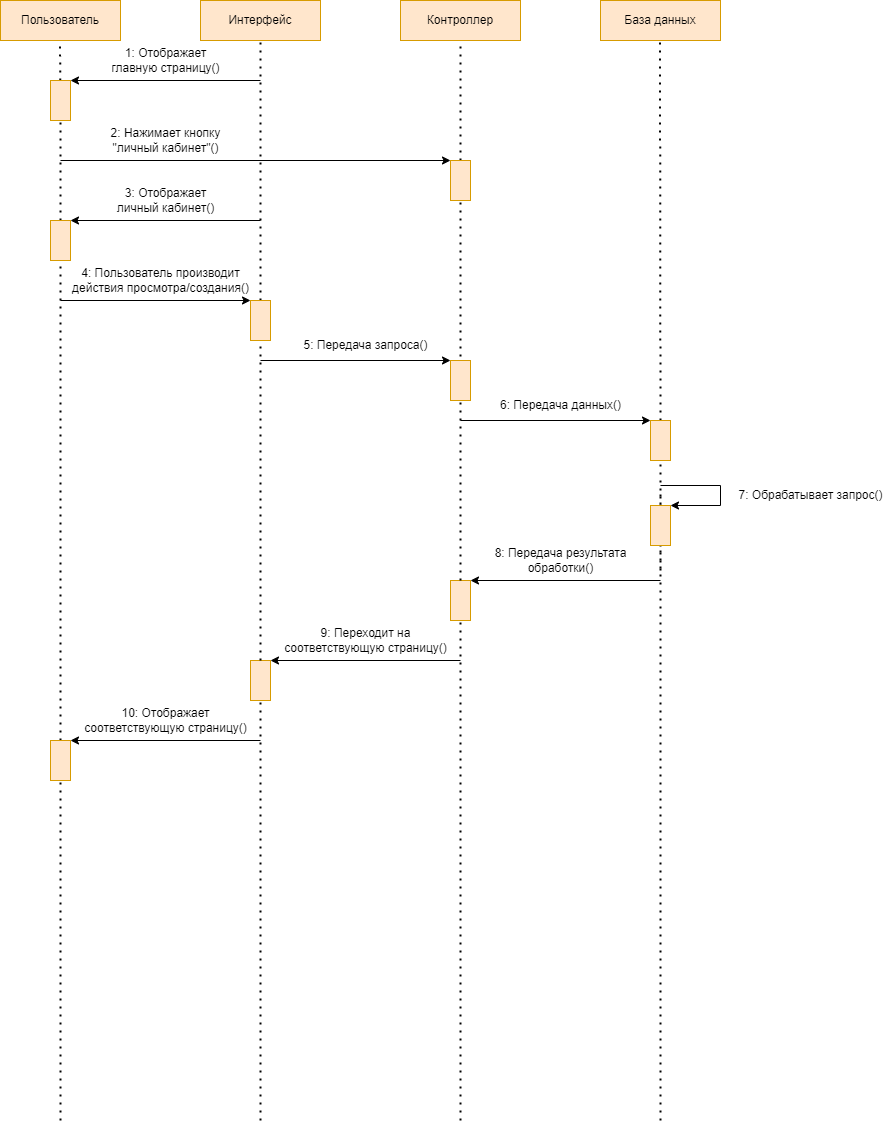 Пользователь
Интерфейс
Контроллер
База данных
1: Отображает
главную страницу()
2: Нажимает кнопку
"личный кабинет"()
3: Отображает
личный кабинет()
4: Пользователь производит
действия просмотра/создания()
5: Передача запроса()
6: Передача данных()
7: Обрабатывает запрос()
8: Передача результата
обработки()
9: Переходит на
соответствующую страницу()
10: Отображает
соответствующую страницу()